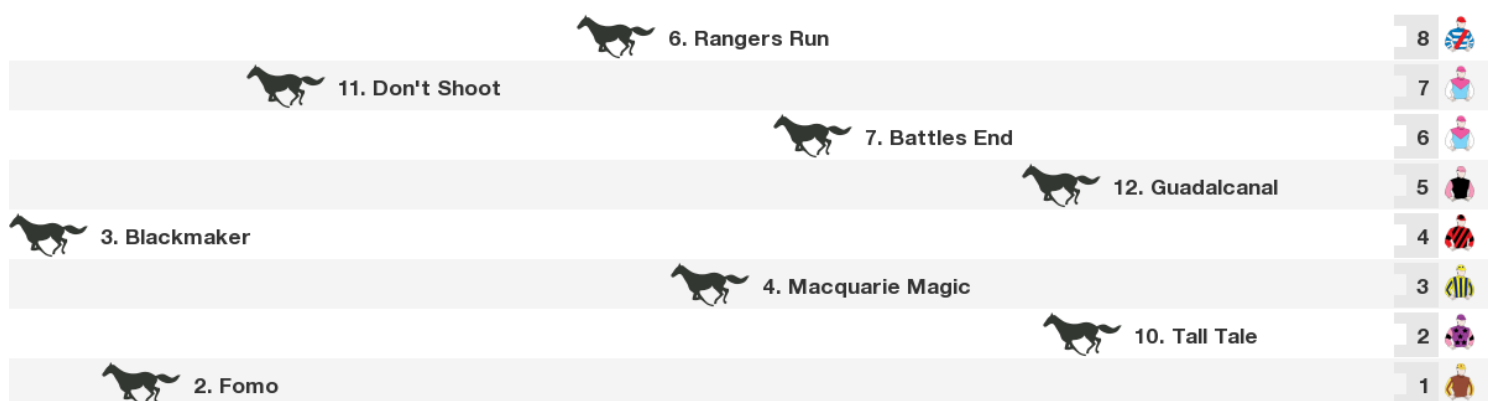 6. Rangers Run 8
11. Don't Shoot 7
7. Battles End 6
12. Guadalcanal 5
3. Blackmaker 4
4. Macquarie Magic 3
10. Tall Tale 2
2. Fomo 1